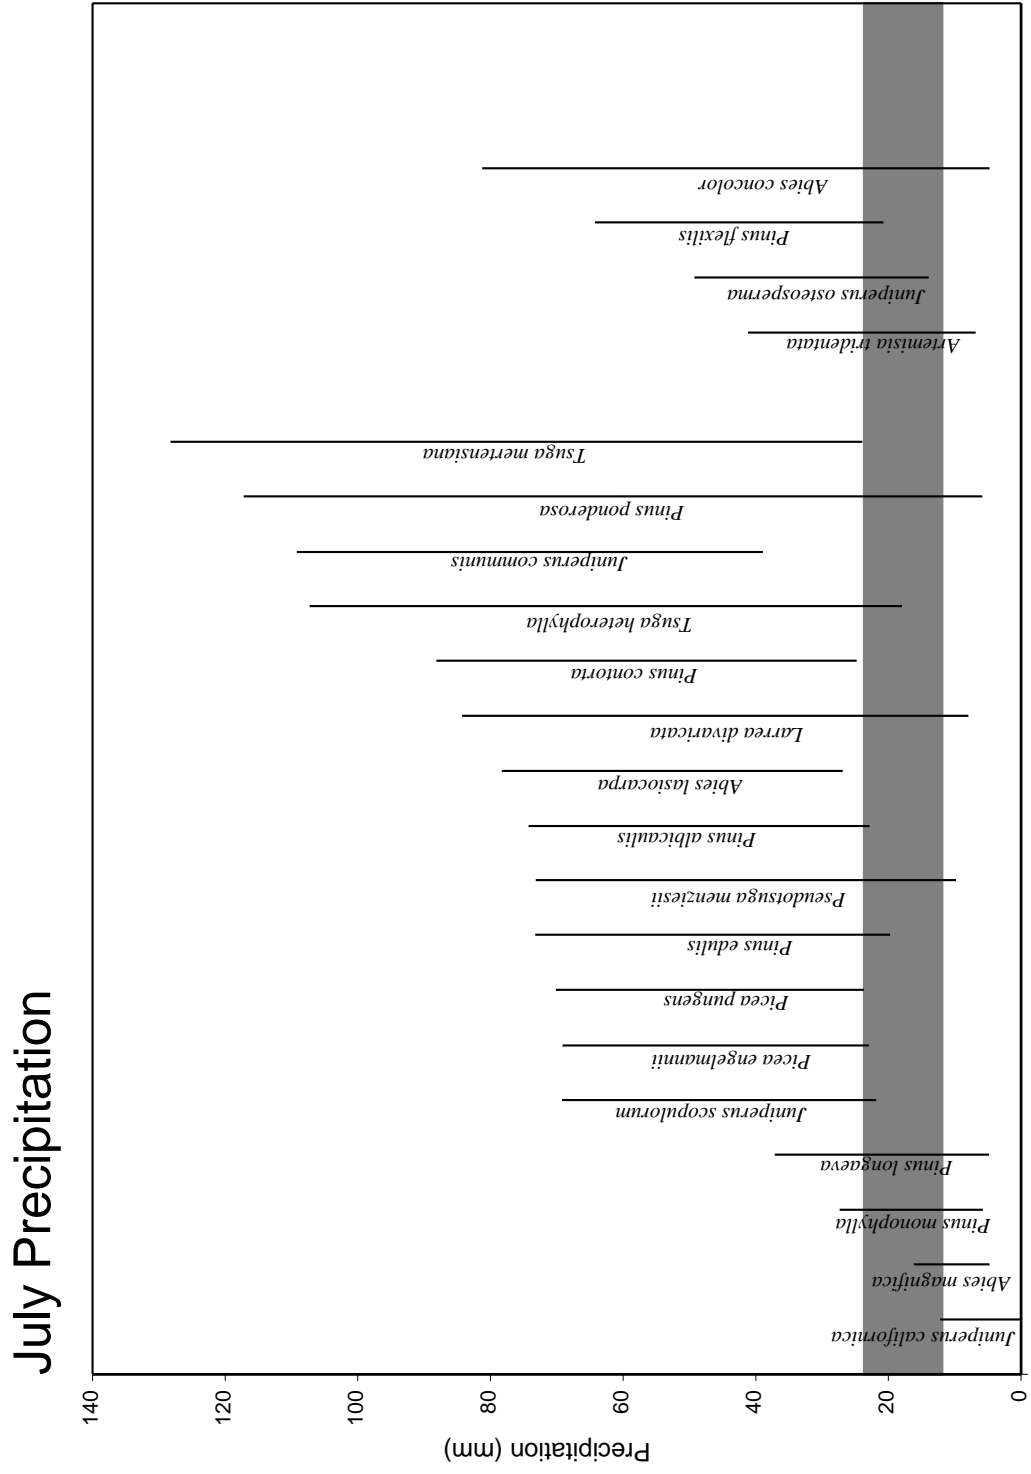 July Precipitation
Precipitation (mm)
140
120
100
80
60
40
20
0
Juniperus californica
Abies magnifica
Pinus monophylla
Pinus longaeva
Juniperus scopulorum
Picea engelmannii
Picea pungens
Pinus edulis
Pseudotsuga menziesii
Pinus albicaulis
Abies lasiocarpa
Larrea divaricata
Pinus contorta
Tsuga heterophylla
Juniperus communis
Pinus ponderosa
Tsuga mertensiana
Artemisia tridentata
Juniperus osteosperma
Pinus flexilis
Abies concolor